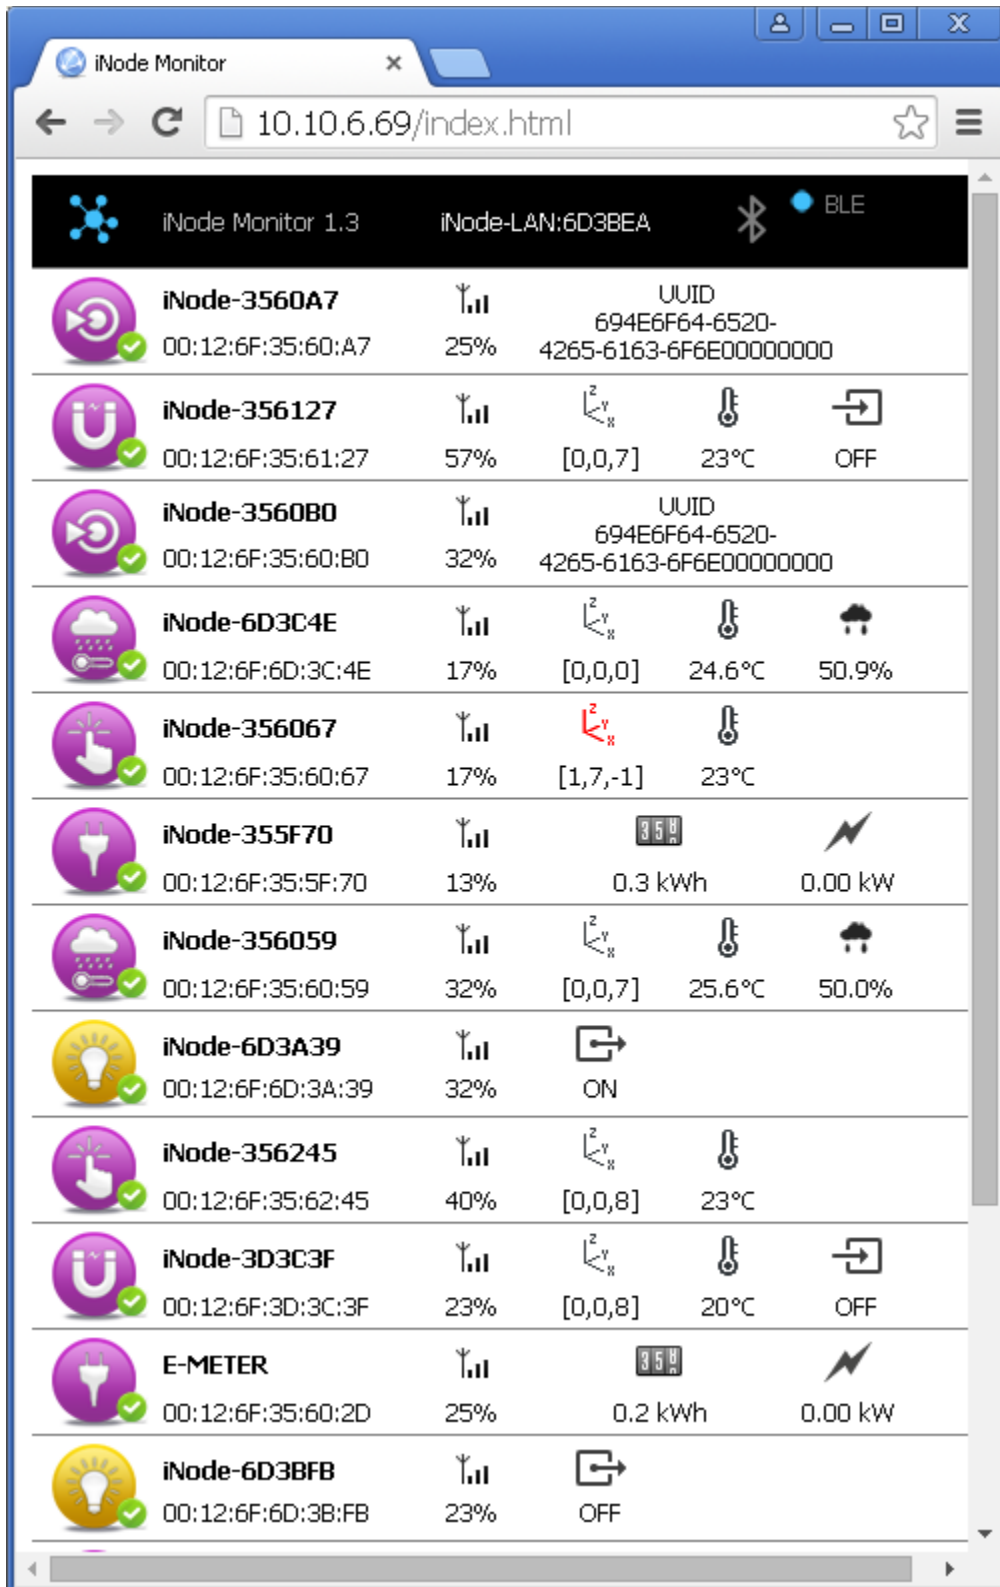 iNode Monitor
10.10.6.69/index.html
iNode Monitor 1.3 iNode-LAN:6D3BEA BLE
iNode-3560A7 UUID
694E6F64-6520-
00:12:6F:35:60:A7 25% 4265-6163-6F6E00000000
iNode-356127 Z Y X
00:12:6F:35:61:27 57% [0,0,7] 23°C OFF
iNode-3560B0 UUID
694E6F64-6520-
00:12:6F:35:60:B0 32% 4265-6163-6F6E00000000
iNode-6D3C4E Z Y X
00:12:6F:6D:3C:4E 17% [0,0,0] 24.6°C 50.9%
iNode-356067 Z Y X
00:12:6F:35:60:67 17% [1,7,-1] 23°C
iNode-355F70 358
00:12:6F:35:5F:70 13% 0.3 kWh 0.00 kW
iNode-356059 Z Y X
00:12:6F:35:60:59 32% [0,0,7] 25.6°C 50.0%
iNode-6D3A39
00:12:6F:6D:3A:39 32% ON
iNode-356245 Z Y X
00:12:6F:35:62:45 40% [0,0,8] 23°C
iNode-3D3C3F Z Y X
00:12:6F:3D:3C:3F 23% [0,0,8] 20°C OFF
E-METER 358
00:12:6F:35:60:2D 25% 0.2 kWh 0.00 kW
iNode-6D3BFB
00:12:6F:6D:3B:FB 23% OFF